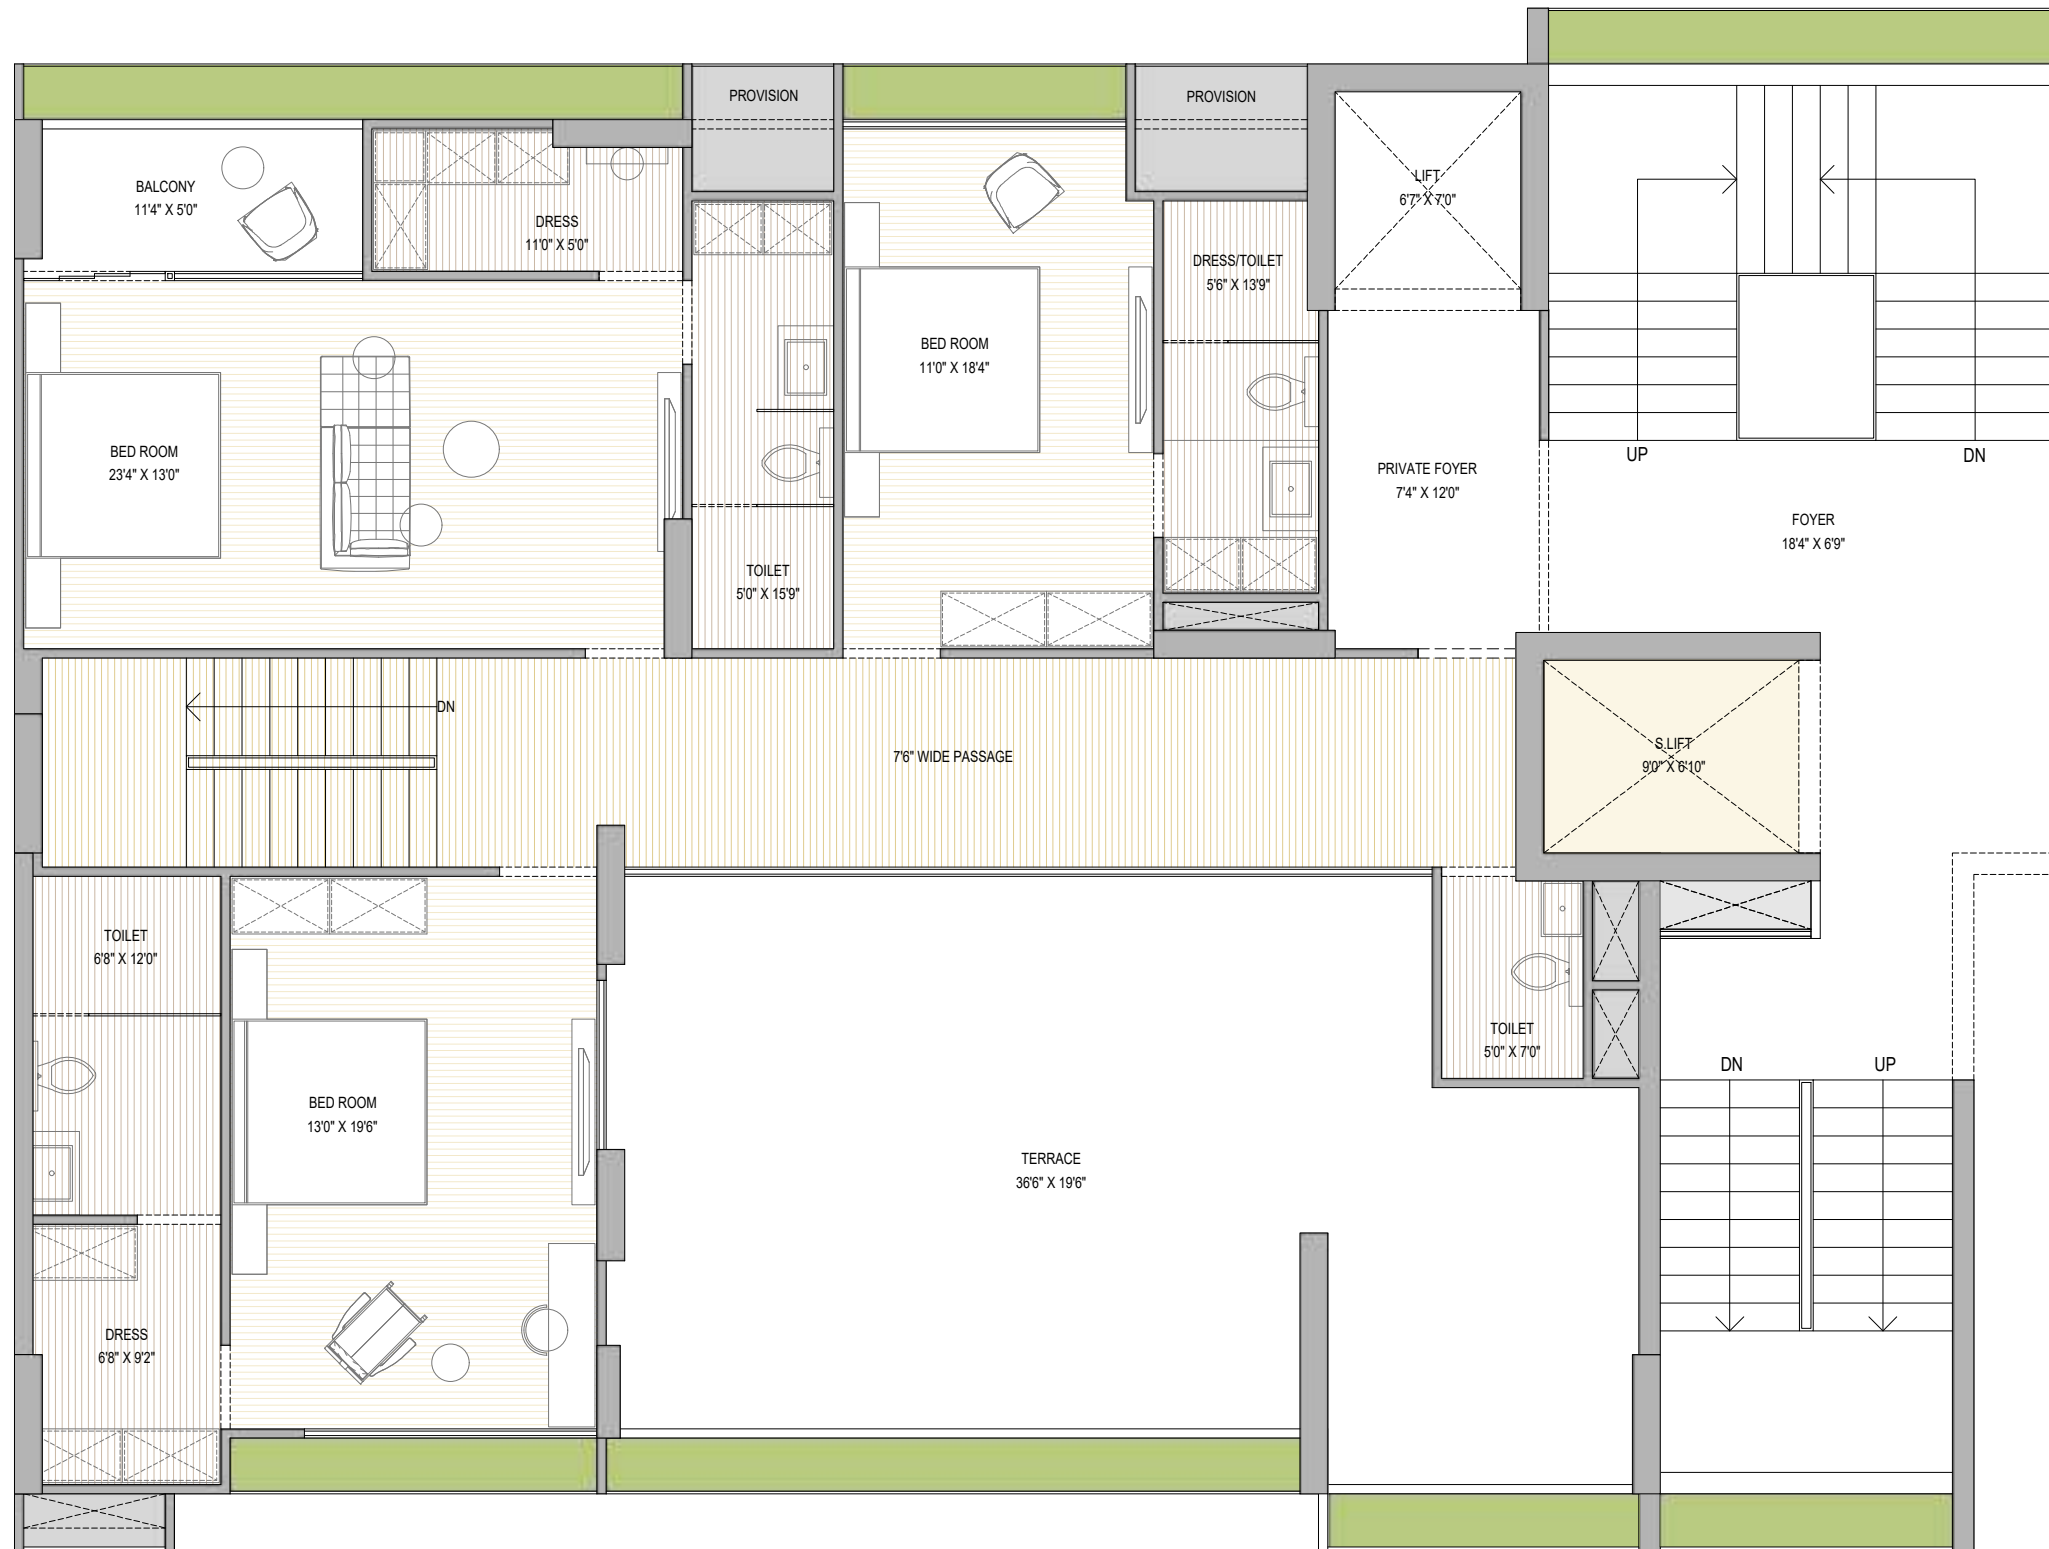 PROVISION
PROVISION
BALCONY
11'4" X 5'0"
DRESS
11'0" X 5'0"
LIFT
6'7" X 7'0"
DRESS/TOILET
5'6" X 13'9"
BED ROOM
11'0" X 18'4"
BED ROOM
23'4" X 13'0"
UP
DN
PRIVATE FOYER
7'4" X 12'0"
FOYER
18'4" X 6'9"
TOILET
5'0" X 15'9"
DN
7'6" WIDE PASSAGE
S.LIFT
9'0" X 6'10"
TOILET
6'8" X 12'0"
TOILET
5'0" X 7'0"
DN
UP
BED ROOM
13'0" X 19'6"
TERRACE
36'6" X 19'6"
DRESS
6'8" X 9'2"